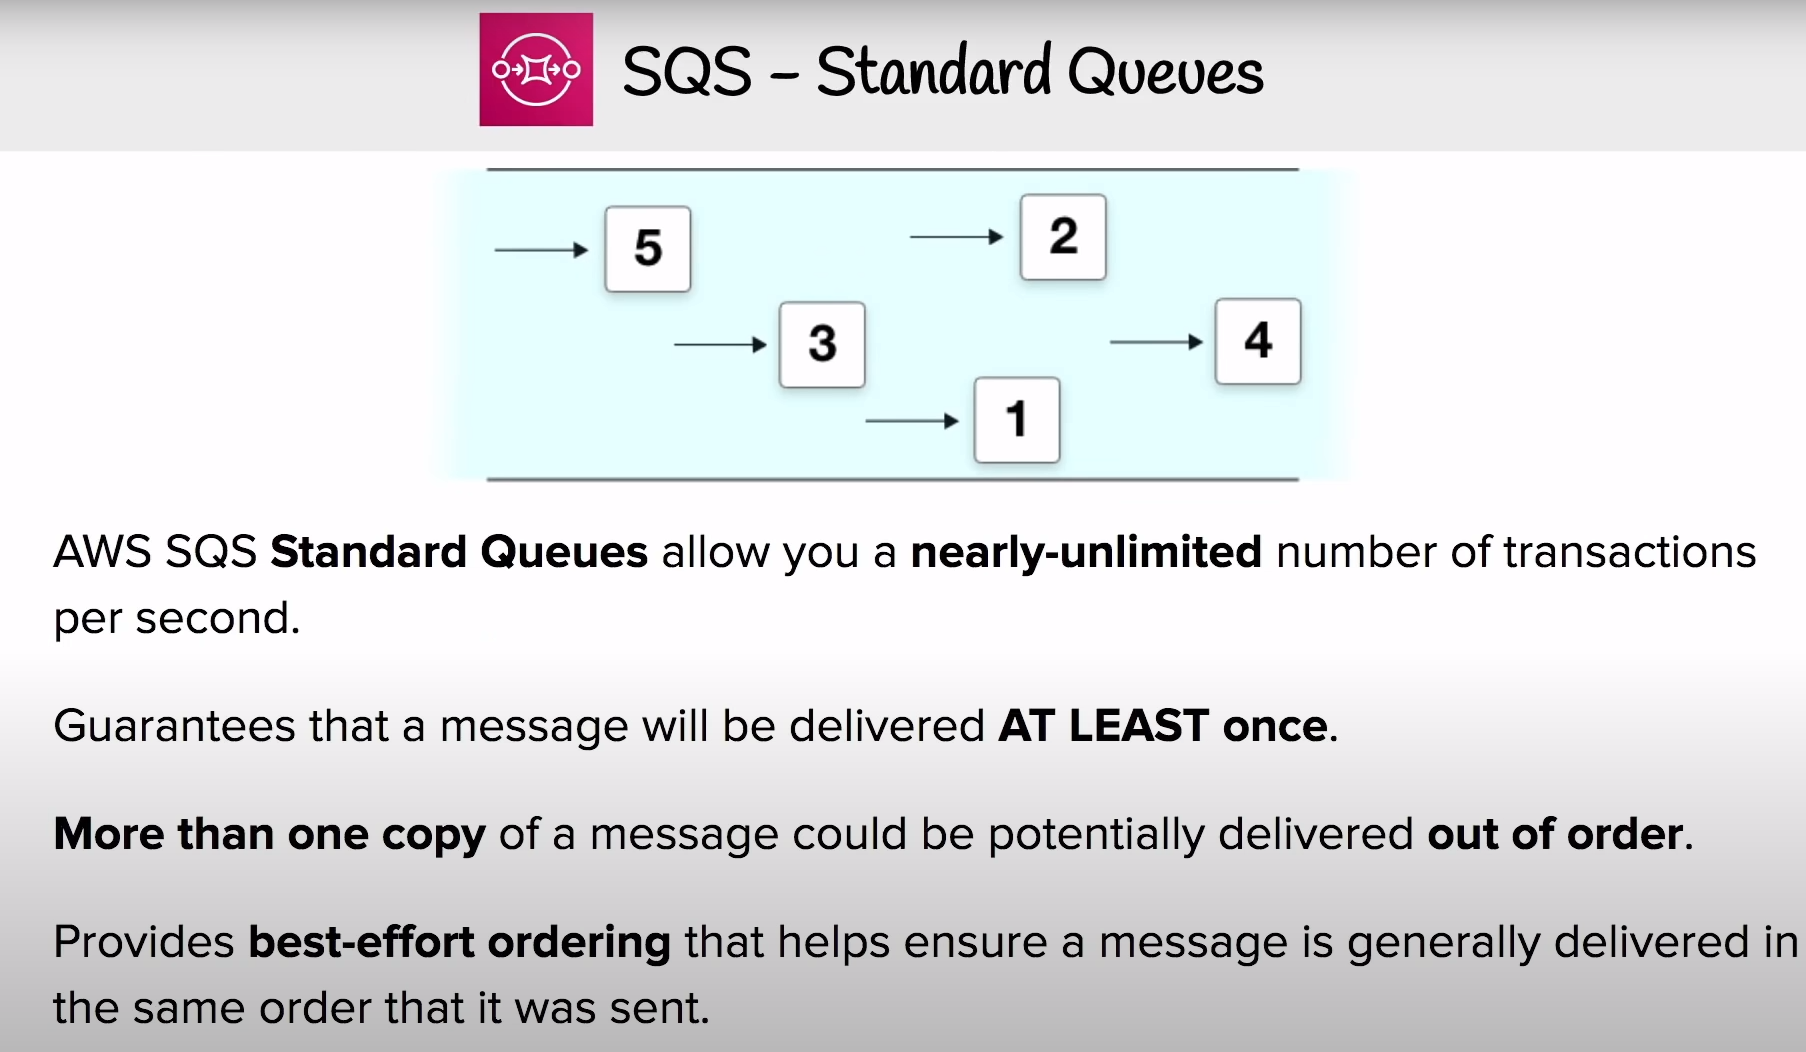 SQS – Standard Queues
5
2
3
4
1
AWS SQS Standard Queues allow you a nearly-unlimited number of transactions
per second.
Guarantees that a message will be delivered AT LEAST once.
More than one copy of a message could be potentially delivered out of order.
Provides best-effort ordering that helps ensure a message is generally delivered in
the same order that it was sent.